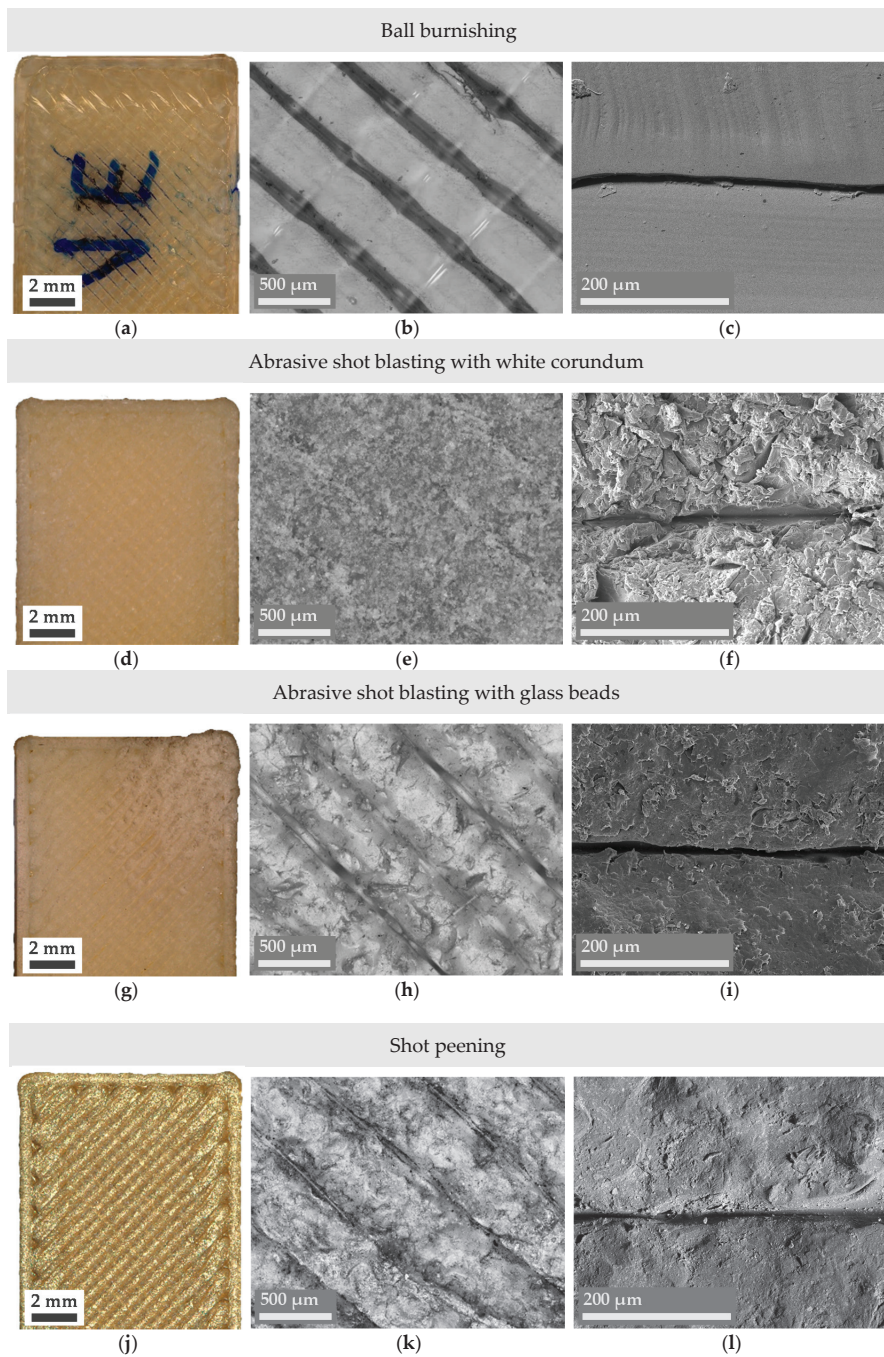 Ball burnishing
2 mm
500 µm
200 µm
(a)
(b)
(c)
Abrasive shot blasting with white corundum
2 mm
500 µm
200 µm
(d)
(e)
(f)
Abrasive shot blasting with glass beads
2 mm
500 µm
200 µm
(g)
(h)
(i)
Shot peening
2 mm
500 µm
200 µm
(j)
(k)
(l)